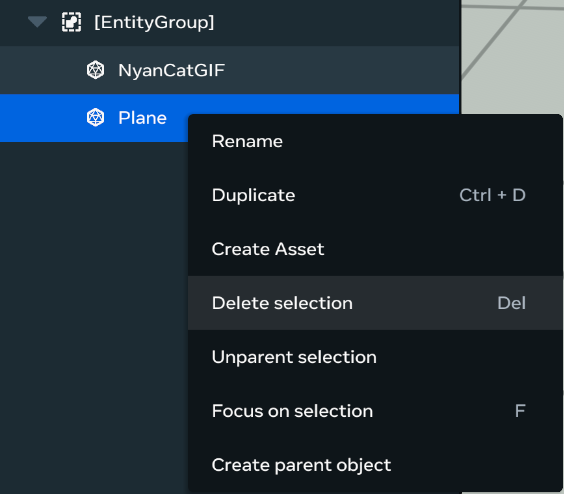 [EntityGroup]
NyanCatGIF
Plane
Rename
Duplicate Ctrl + D
Create Asset
Delete selection Del
Unparent selection
Focus on selection F
Create parent object